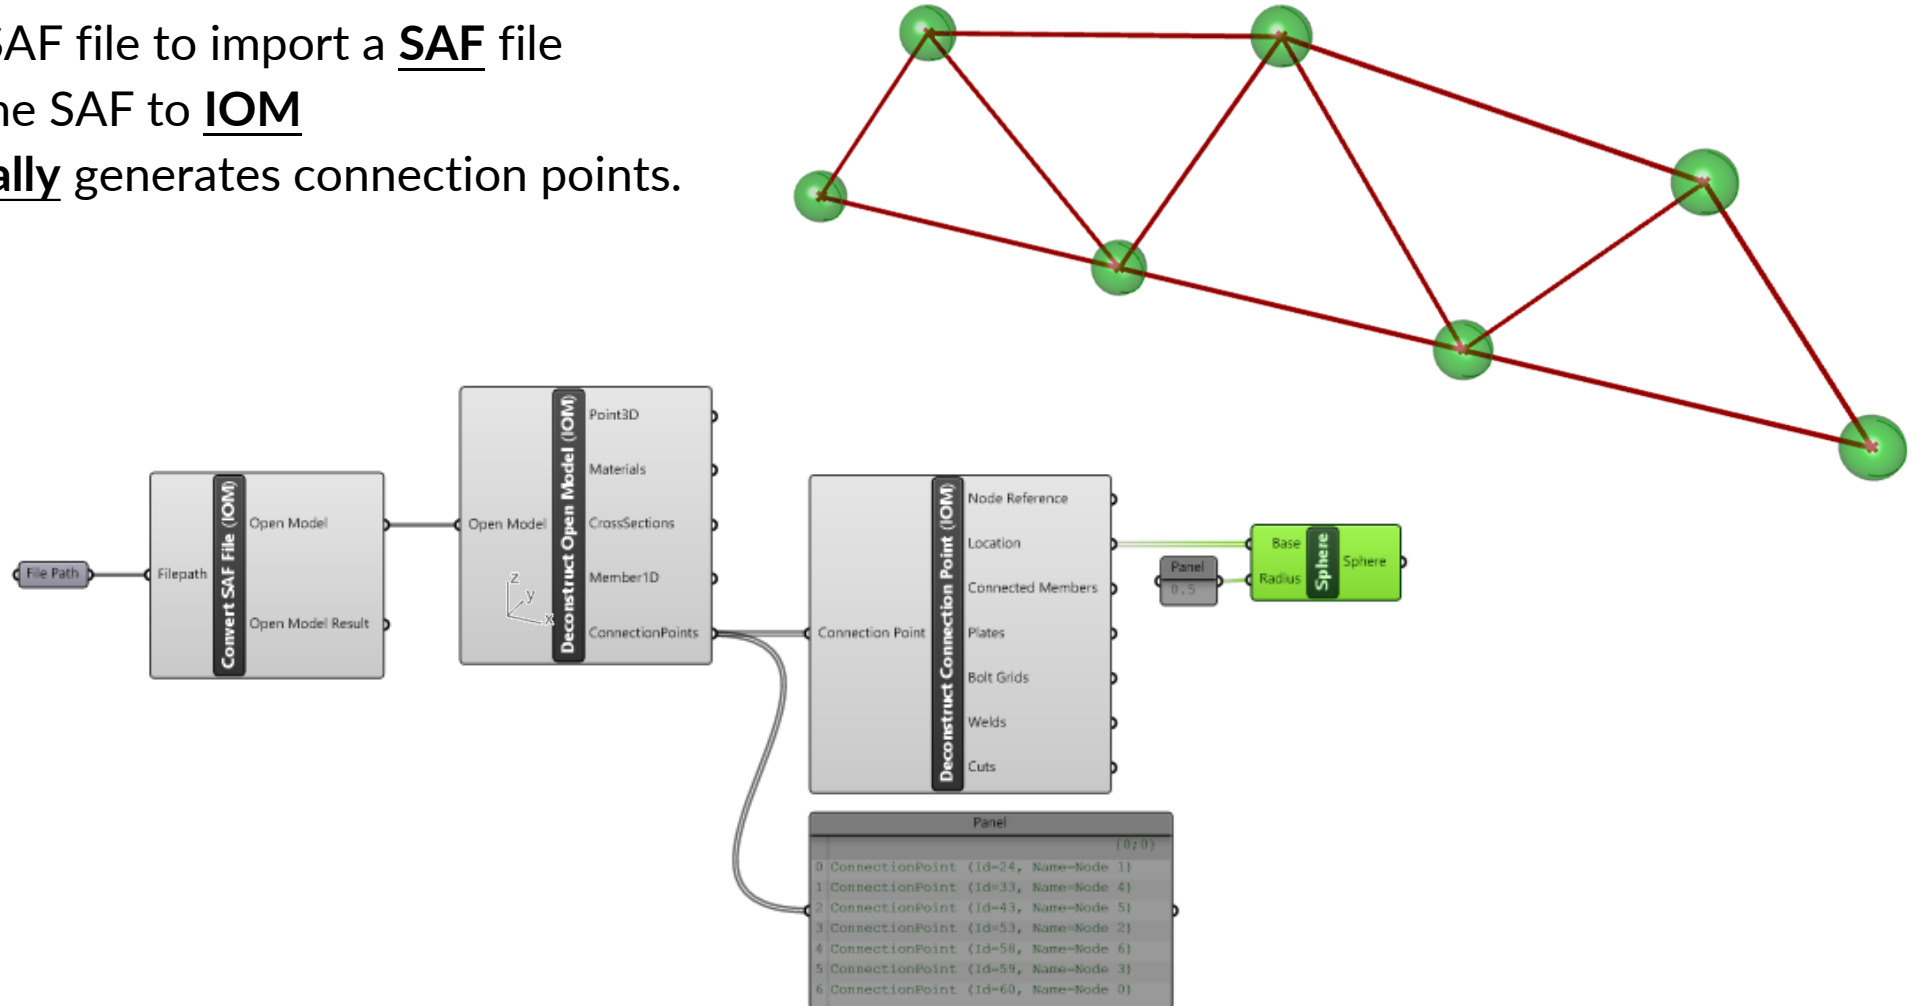 SAF file to import a SAF file
ne SAF to IOM
ally generates connection points.
File Path
Filepath
Convert SAF File (IOM)
Open Model
Open Model Result
Open Model
z
y
x
Deconstruct Open Model (IOM)
Point3D
Materials
CrossSections
Member1D
ConnectionPoints
Connection Point
Deconstruct Connection Point (IOM)
Node Reference
Location
Connected Members
Plates
Bolt Grids
Welds
Cuts
Panel
0.5
Base
Radius
Sphere
Sphere
Panel
{0;0}
0 ConnectionPoint (Id=24, Name=Node 1)
1 ConnectionPoint (Id=33, Name=Node 4)
2 ConnectionPoint (Id=43, Name=Node 5)
3 ConnectionPoint (Id=53, Name=Node 2)
4 ConnectionPoint (Id=58, Name=Node 6)
5 ConnectionPoint (Id=59, Name=Node 3)
6 ConnectionPoint (Id=60, Name=Node 0)